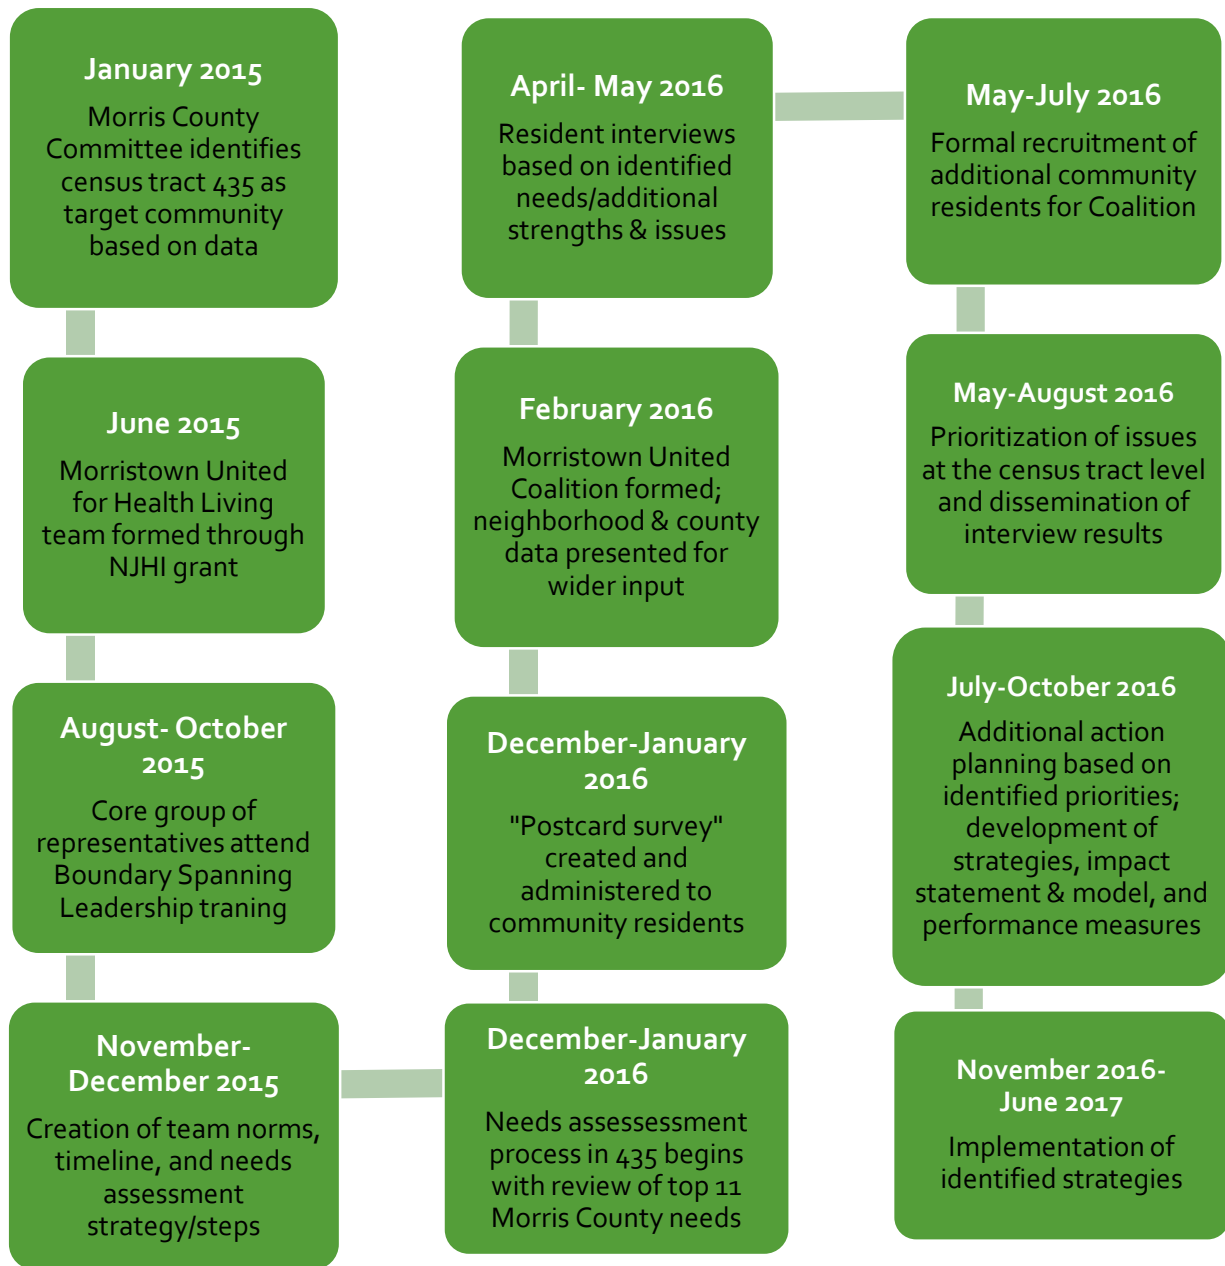 January 2015
Morris County
Committee identifies
census tract 435 as
target community
based on data
June 2015
Morristown United
for Health Living
team formed through
NJHI grant
August- October
2015
Core group of
representatives attend
Boundary Spanning
Leadership traning
November-
December 2015
Creation of team norms,
timeline, and needs
assessment
strategy/steps
December-January
2016
Needs assessessment
process in 435 begins
with review of top 11
Morris County needs
December-January
2016
"Postcard survey"
created and
administered to
community residents
February 2016
Morristown United
Coalition formed;
neighborhood & county
data presented for
wider input
April- May 2016
Resident interviews
based on identified
needs/additional
strengths & issues
May-July 2016
Formal recruitment of
additional community
residents for Coalition
May-August 2016
Prioritization of issues
at the census tract level
and dissemination of
interview results
July-October 2016
Additional action
planning based on
identified priorities;
development of
strategies, impact
statement & model, and
performance measures
November 2016-
June 2017
Implementation of
identified strategies